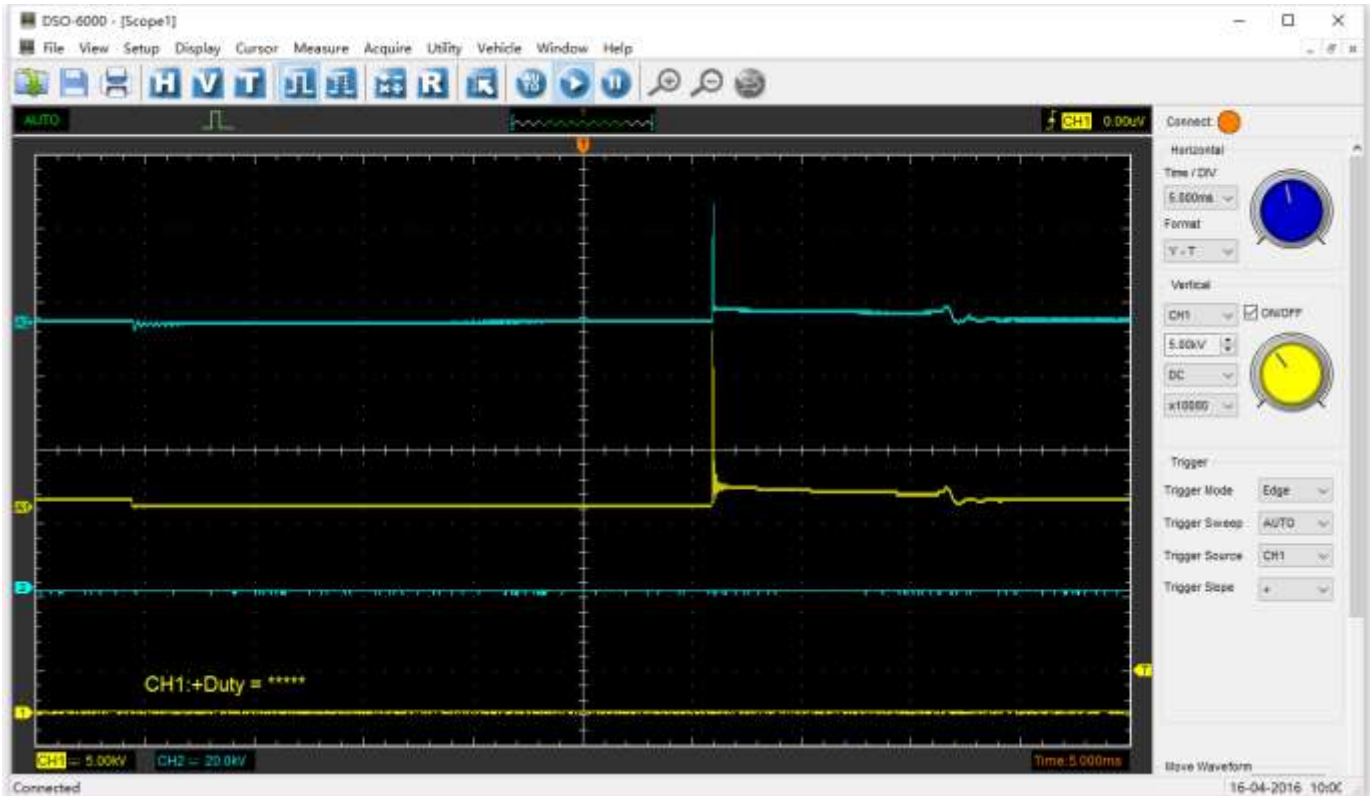 DSO-6000 - [Scope1]
File View Setup Display Cursor Measure Acquire Utility Vehicle Window Help
H V T R
AUTO
CH1 0.00uV
Connect:
Horizontal
Time / DIV
5.000ms
Format
Y - T
Vertical
CH1 ON/OFF
5.00kV
DC
x10000
Trigger
Trigger Mode Edge
Trigger Sweep AUTO
Trigger Source CH1
Trigger Slope +
T
2
CH1:+Duty = *****
1
CH1 5.00kV CH2 20.0kV Time:5.000ms
Move Waveform
Connected 16-04-2016